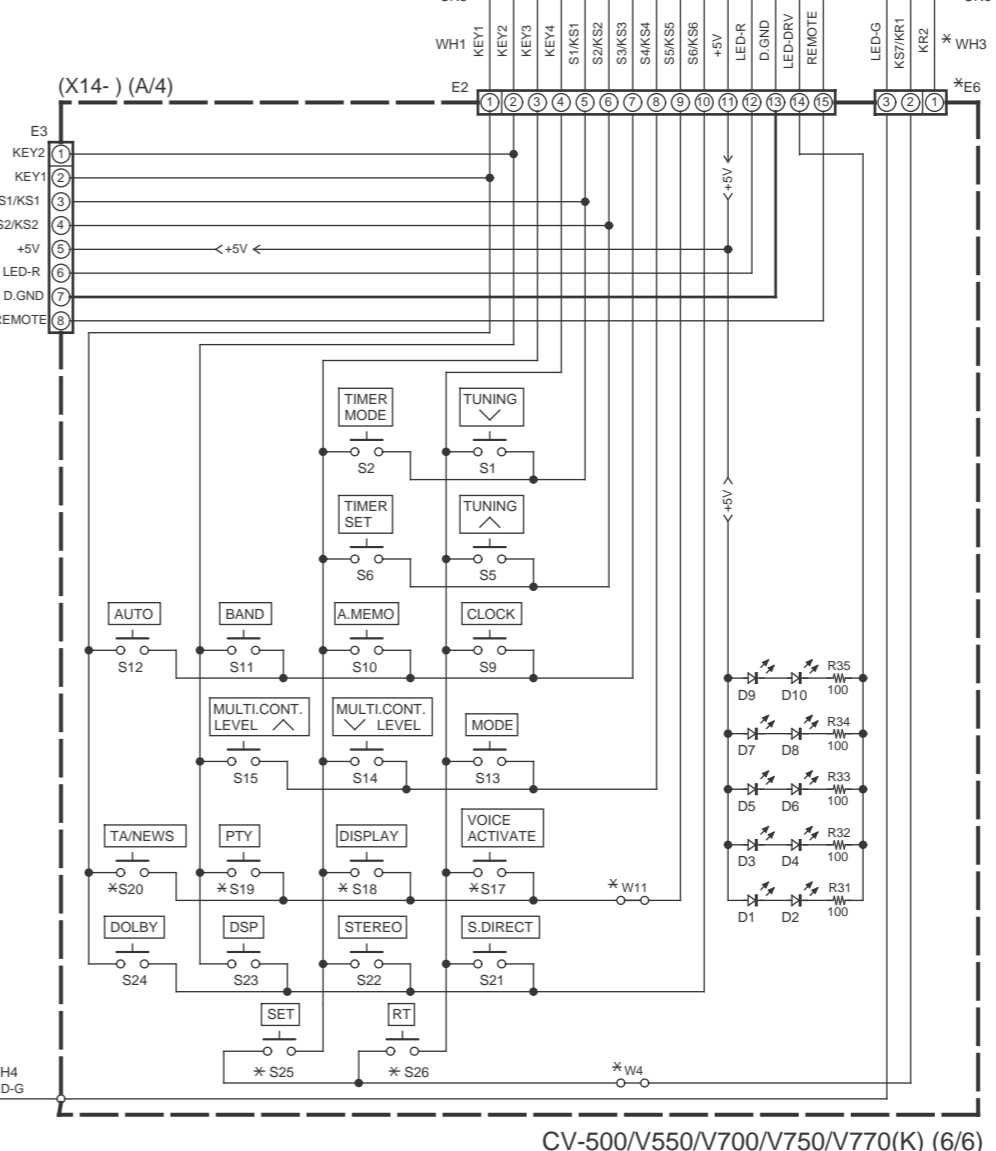 WH1
KEY1
KEY2
KEY3
KEY4
S1/KS1
S2/KS2
S3/KS3
S4/KS4
S5/KS5
S6/KS6
+5V
LED-R
D.GND
LED-DRV
REMOTE
LED-G
KS7/KR1
KR2
* WH3
(X14- ) (A/4)
E2
1 2 3 4 5 6 7 8 9 10 11 12 13 14 15
3 2 1
*E6
E3
KEY2 1
KEY1 2
S1/KS1 3
S2/KS2 4
+5V 5
LED-R 6
D.GND 7
REMOTE 8
+5V
+5V
+5V
TIMER
MODE
S2
TUNING
S1
TIMER
SET
S6
TUNING
S5
AUTO
S12
BAND
S11
A.MEMO
S10
CLOCK
S9
MULTI.CONT.
LEVEL
S15
MULTI.CONT.
LEVEL
S14
MODE
S13
TA/NEWS
*S20
PTY
* S19
DISPLAY
* S18
VOICE
ACTIVATE
*S17
* W11
DOLBY
S24
DSP
S23
STEREO
S22
S.DIRECT
S21
SET
* S25
RT
* S26
* W4
D9 D10 R35
100
D7 D8 R34
100
D5 D6 R33
100
D3 D4 R32
100
D1 D2 R31
100
H4
D-G
CV-500/V550/V700/V750/V770(K) (6/6)